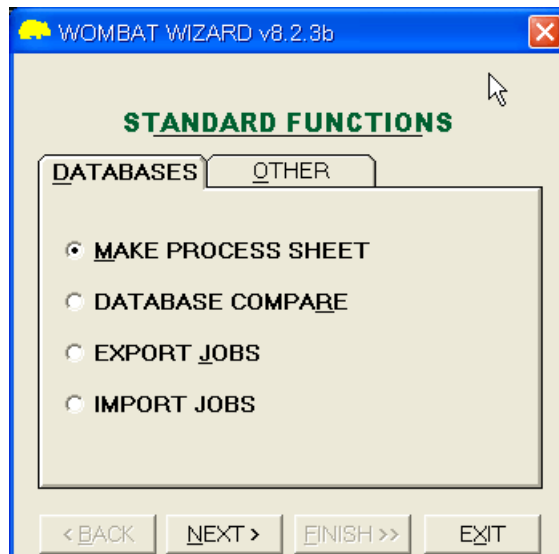 WOMBAT WIZARD v8.2.3b
STANDARD FUNCTIONS
DATABASES OTHER
MAKE PROCESS SHEET
DATABASE COMPARE
EXPORT JOBS
IMPORT JOBS
< BACK NEXT > FINISH >> EXIT